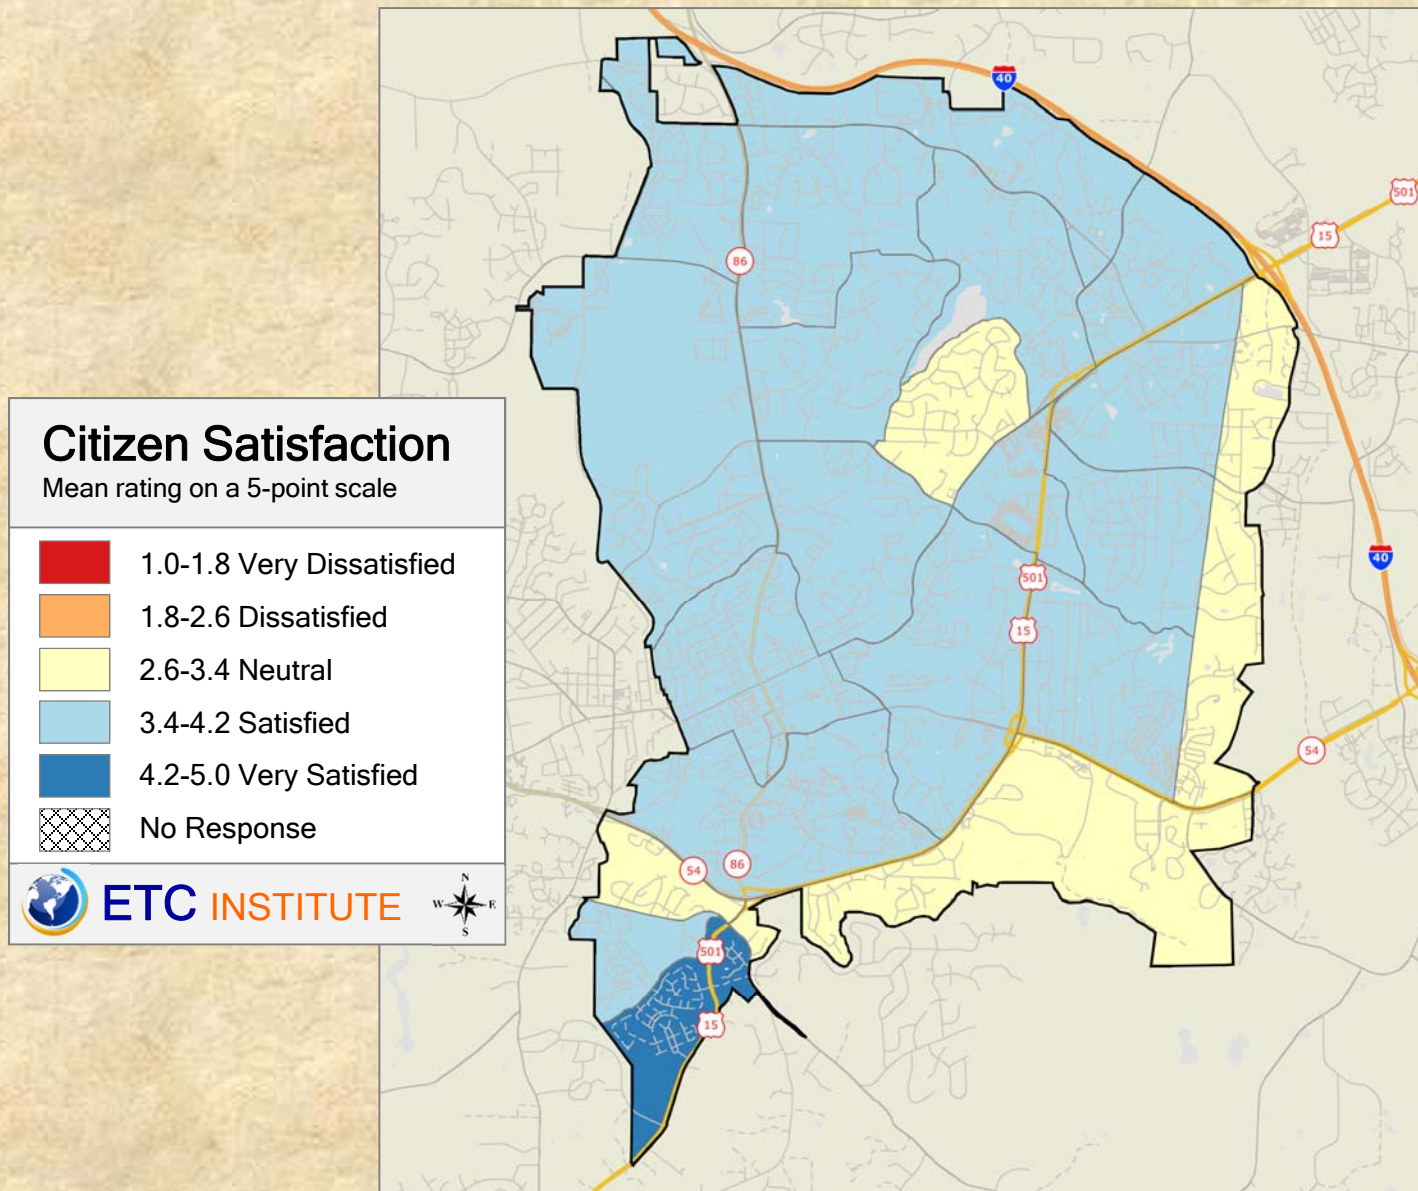 Citizen Satisfaction
Mean rating on a 5-point scale
1.0-1.8 Very Dissatisfied
1.8-2.6 Dissatisfied
2.6-3.4 Neutral
3.4-4.2 Satisfied
4.2-5.0 Very Satisfied
No Response
ETC INSTITUTE
N
W E
S
40
501
15
86
40
501
15
54
54
86
501
15